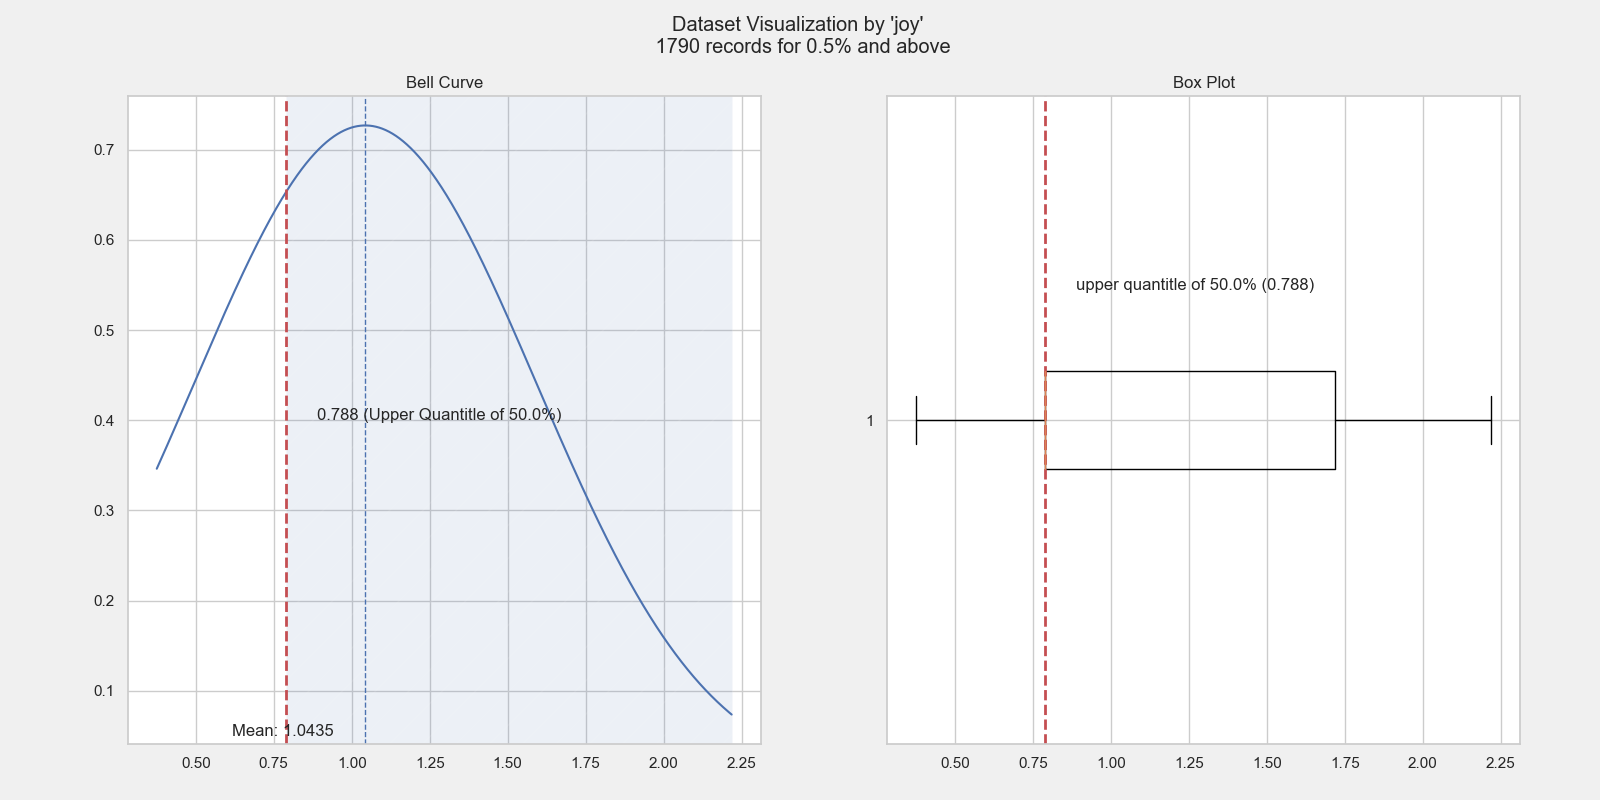 Dataset Visualization by 'joy'
1790 records for 0.5% and above
Bell Curve
0.7
0.6
0.5
0.4
0.3
0.2
0.1
0.788 (Upper Quantitle of 50.0%)
Mean: 1.0435
0.50 0.75 1.00 1.25 1.50 1.75 2.00 2.25
Box Plot
upper quantitle of 50.0% (0.788)
1
0.50 0.75 1.00 1.25 1.50 1.75 2.00 2.25